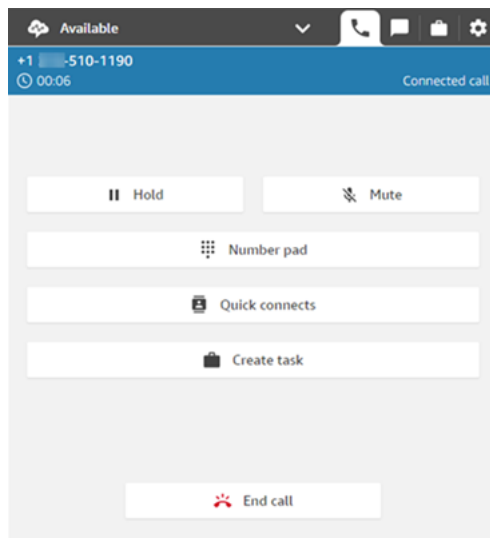 Available
+1 -510-1190
00:06 Connected call
Hold Mute
Number pad
Quick connects
Create task
End call